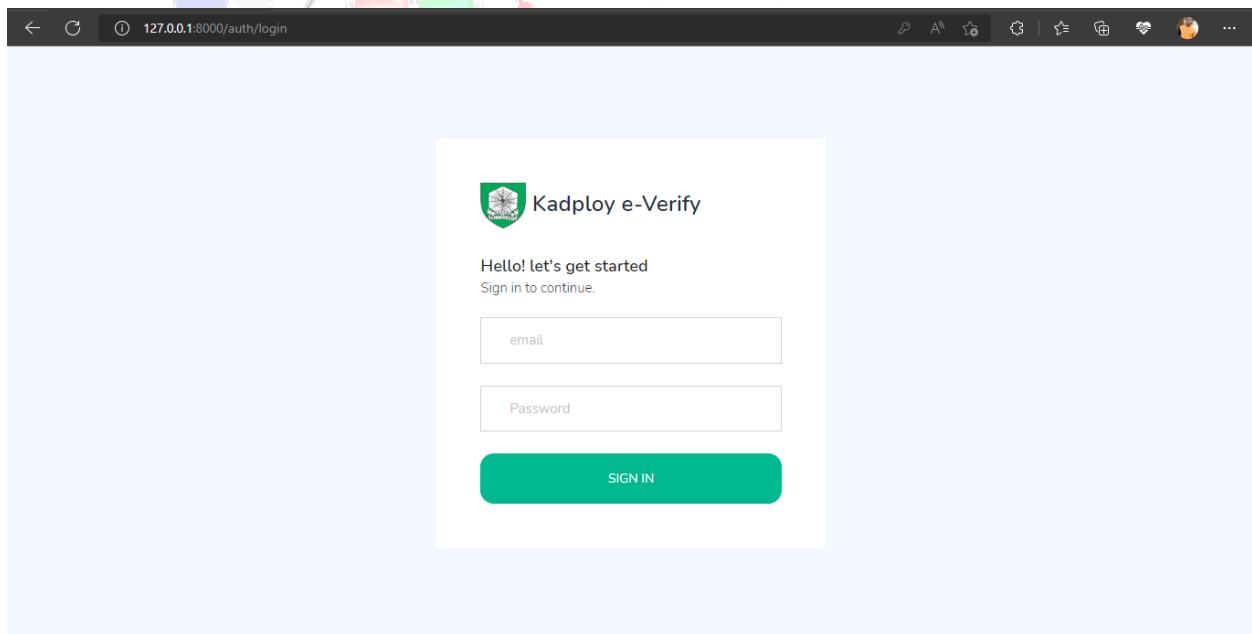 127.0.0.1:8000/auth/login
Kadploy e-Verify
Hello! let's get started
Sign in to continue.
email
Password
SIGN IN